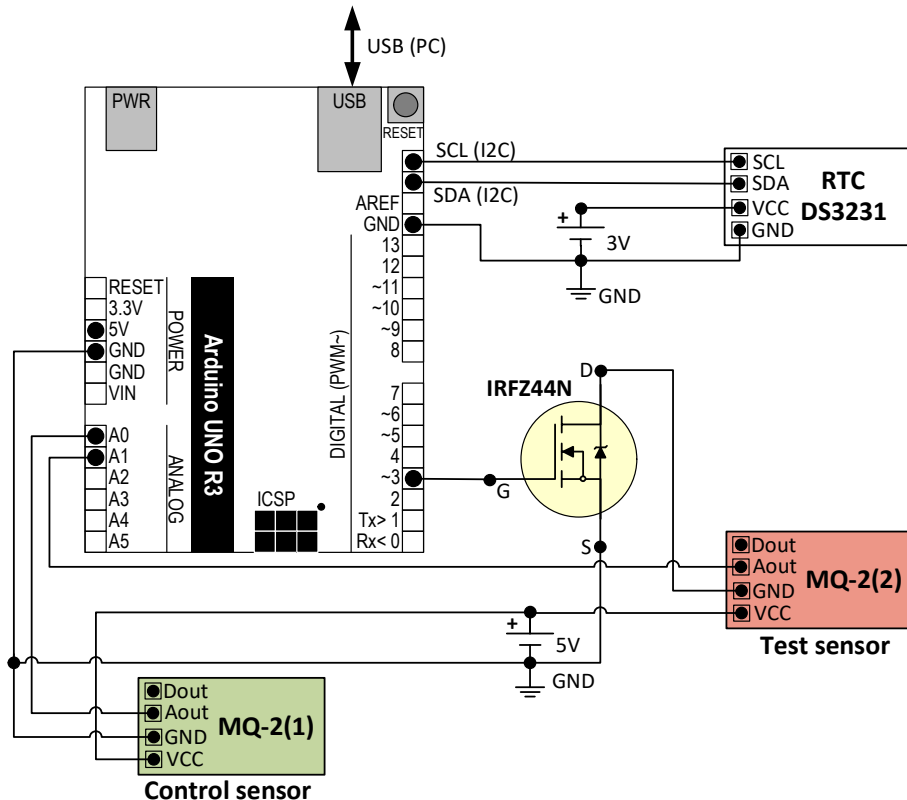 USB (PC)
PWR
USB
RESET
SCL (I2C)
SDA (I2C)
AREF
GND
13
12
~11
~10
~9
8
7
~6
~5
4
~3
2
Tx> 1
Rx< 0
DIGITAL (PWM~)
RESET
3.3V
5V
GND
GND
VIN
POWER
A0
A1
A2
A3
A4
A5
ANALOG
Arduino UNO R3
ICSP
SCL
SDA
VCC
GND
RTC
DS3231
+
3V
GND
IRFZ44N
D
G
S
Dout
Aout
GND
VCC
MQ-2(2)
Test sensor
+
5V
GND
Dout
Aout
GND
VCC
MQ-2(1)
Control sensor